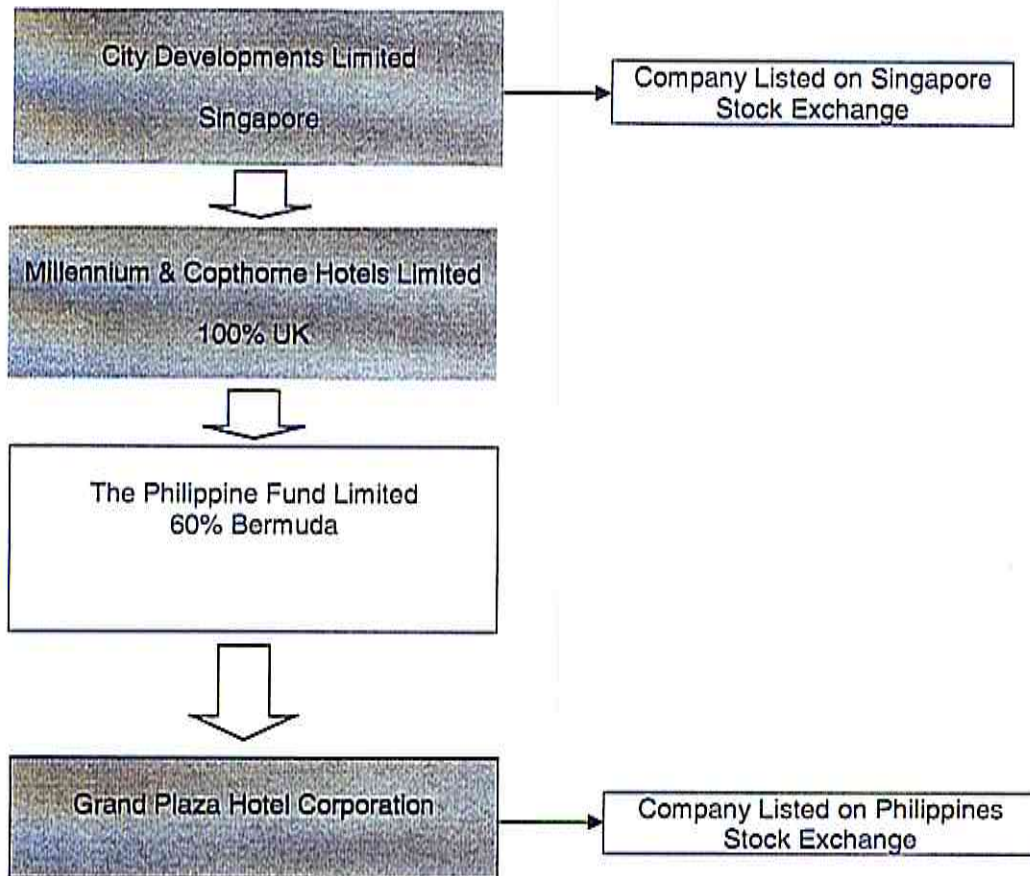 City Developments Limited
Singapore
Company Listed on Singapore
Stock Exchange
Millennium & Copthorne Hotels Limited
100% UK
The Philippine Fund Limited
60% Bermuda
Grand Plaza Hotel Corporation
Company Listed on Philippines
Stock Exchange